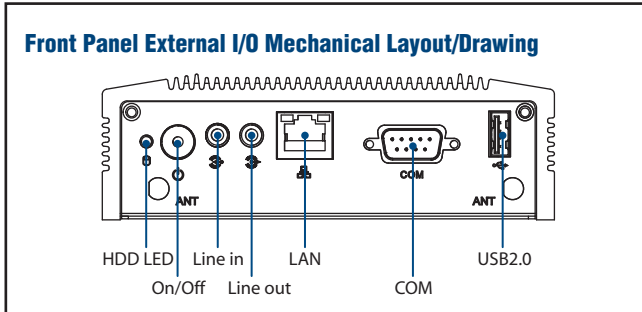 Front Panel External I/O Mechanical Layout/Drawing
COM
ANT
ANT
HDD LED
Line in
LAN
USB2.0
On/Off
Line out
COM